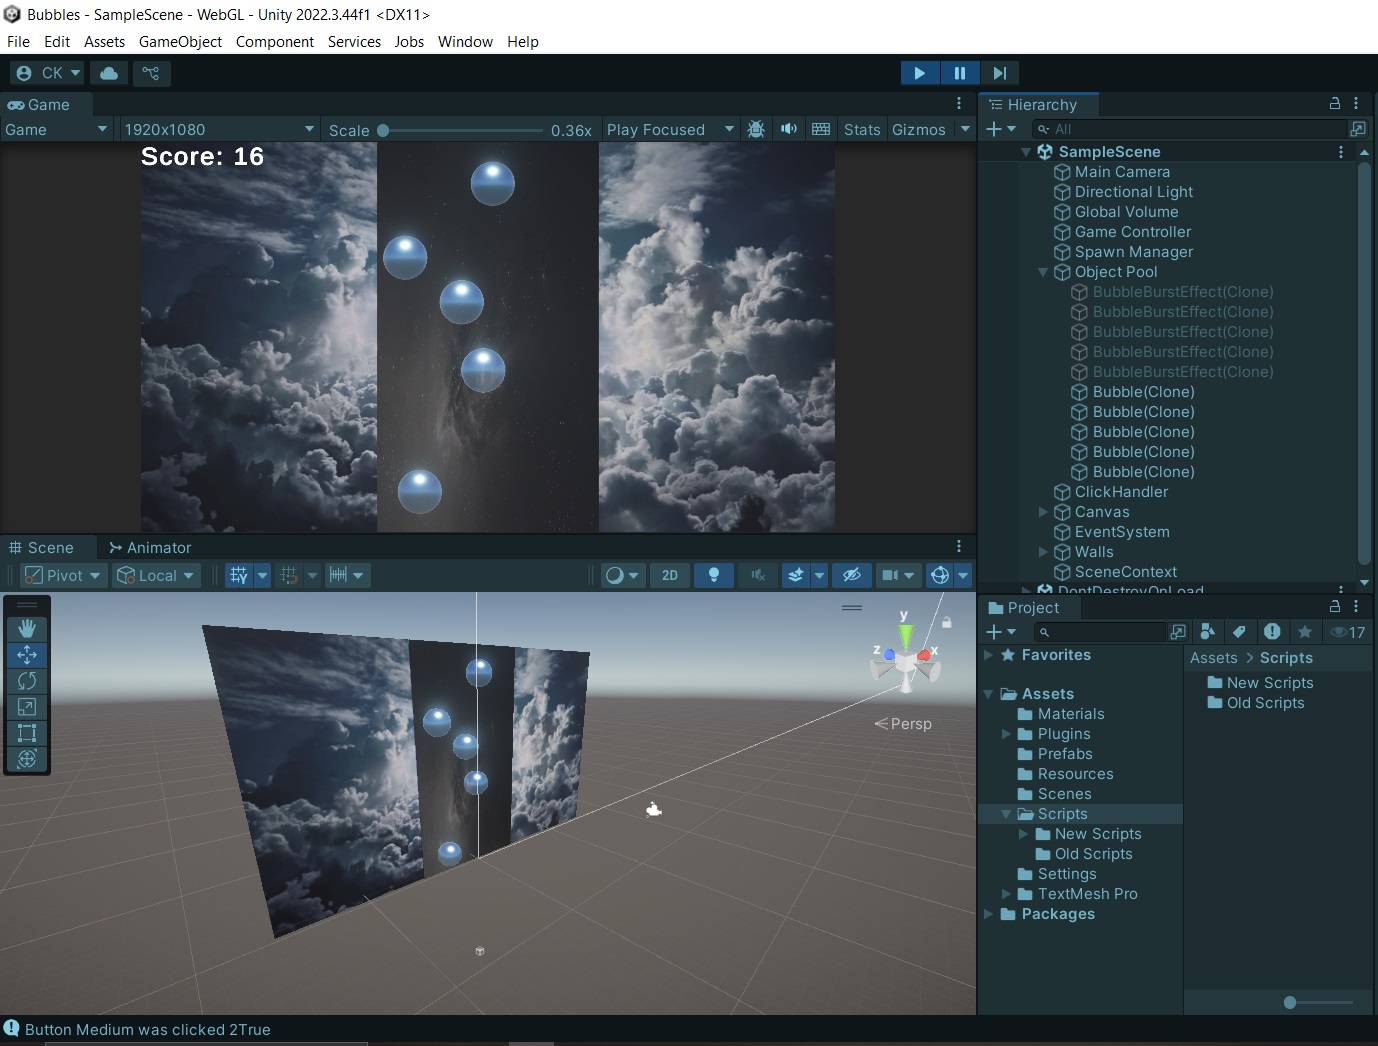 Bubbles - SampleScene - WebGL - Unity 2022.3.44f1 <DX11>
File Edit Assets GameObject Component Services Jobs Window Help
CK
Game
Game 1920x1080 Scale 0.36x Play Focused Stats Gizmos
Score: 16
Hierarchy
All
SampleScene
Main Camera
Directional Light
Global Volume
Game Controller
Spawn Manager
Object Pool
BubbleBurstEffect(Clone)
BubbleBurstEffect(Clone)
BubbleBurstEffect(Clone)
BubbleBurstEffect(Clone)
BubbleBurstEffect(Clone)
Bubble(Clone)
Bubble(Clone)
Bubble(Clone)
Bubble(Clone)
Bubble(Clone)
ClickHandler
Canvas
EventSystem
Walls
SceneContext
DontDestroyOnLoad
Scene Animator
Pivot Local 2D
y
z x
Persp
Project
17
Favorites
Assets
Materials
Plugins
Prefabs
Resources
Scenes
Scripts
New Scripts
Old Scripts
Settings
TextMesh Pro
Packages
Assets > Scripts
New Scripts
Old Scripts
Button Medium was clicked 2True